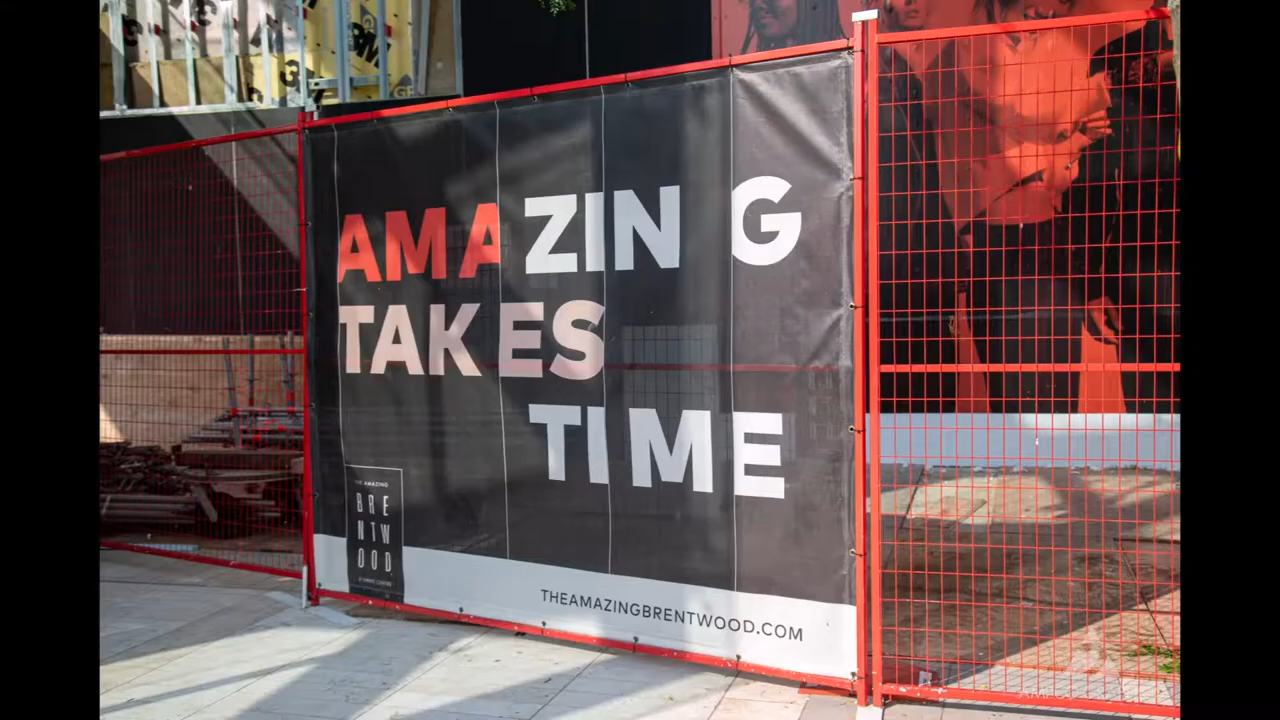 AMAZING
TAKES
TIME
THE AMAZING
BRE
NTW
OOD
THEAMAZINGBRENTWOOD.COM